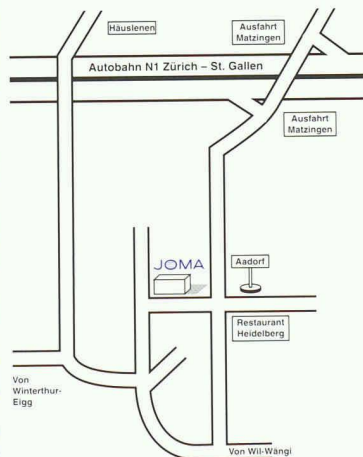 Häuslenen
Ausfahrt
Matzingen
Autobahn N1 Zürich – St. Gallen
Ausfahrt
Matzingen
JOMA
Aadorf
Restaurant
Heidelberg
Von
Winterthur-
Eigg
Von Wil-Wängi